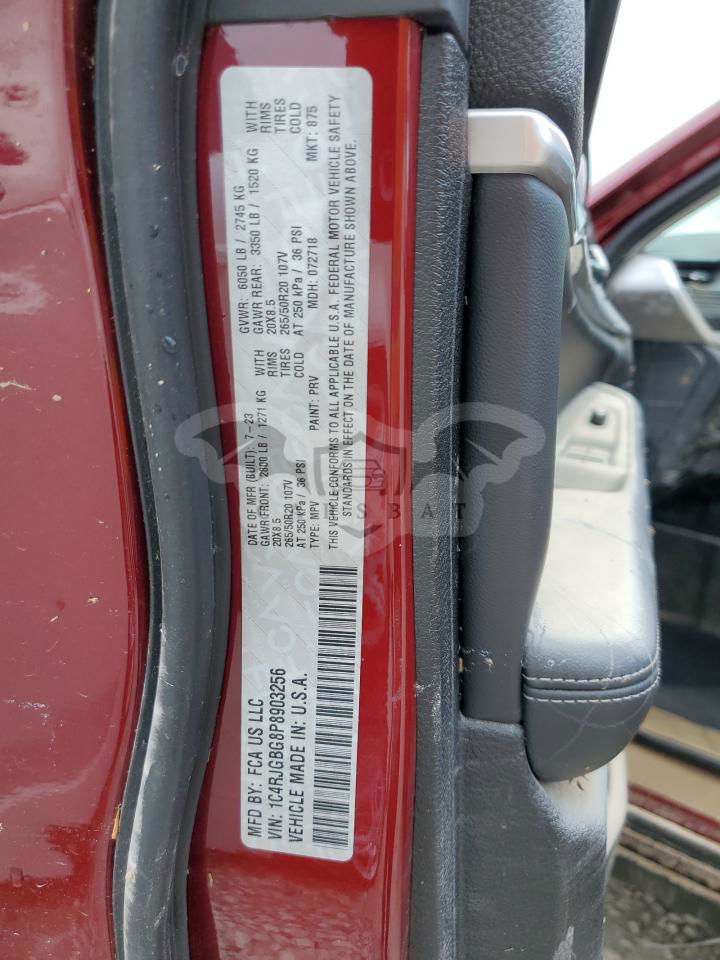 MFD BY: FCA US LLC
DATE OF MFR (BUILT): 7-23
GVWR: 6050 LB / 2745 KG
GAWR FRONT: 2800 LB / 1271 KG
WITH
GAWR REAR: 3350 LB / 1520 KG
WITH
20X8.5
RIMS
20X8.5
RIMS
265/50R20 107V
TIRES
265/50R20 107V
TIRES
AT 250 kPa / 36 PSI
COLD
AT 250 kPa / 36 PSI
COLD
VIN: 1C4RJGBG8P8903256
TYPE: MPV
PAINT: PRV
MDH: 072718
MKT: 875
VEHICLE MADE IN: U.S.A.
THIS VEHICLE CONFORMS TO ALL APPLICABLE U.S.A. FEDERAL MOTOR VEHICLE SAFETY
STANDARDS IN EFFECT ON THE DATE OF MANUFACTURE SHOWN ABOVE.